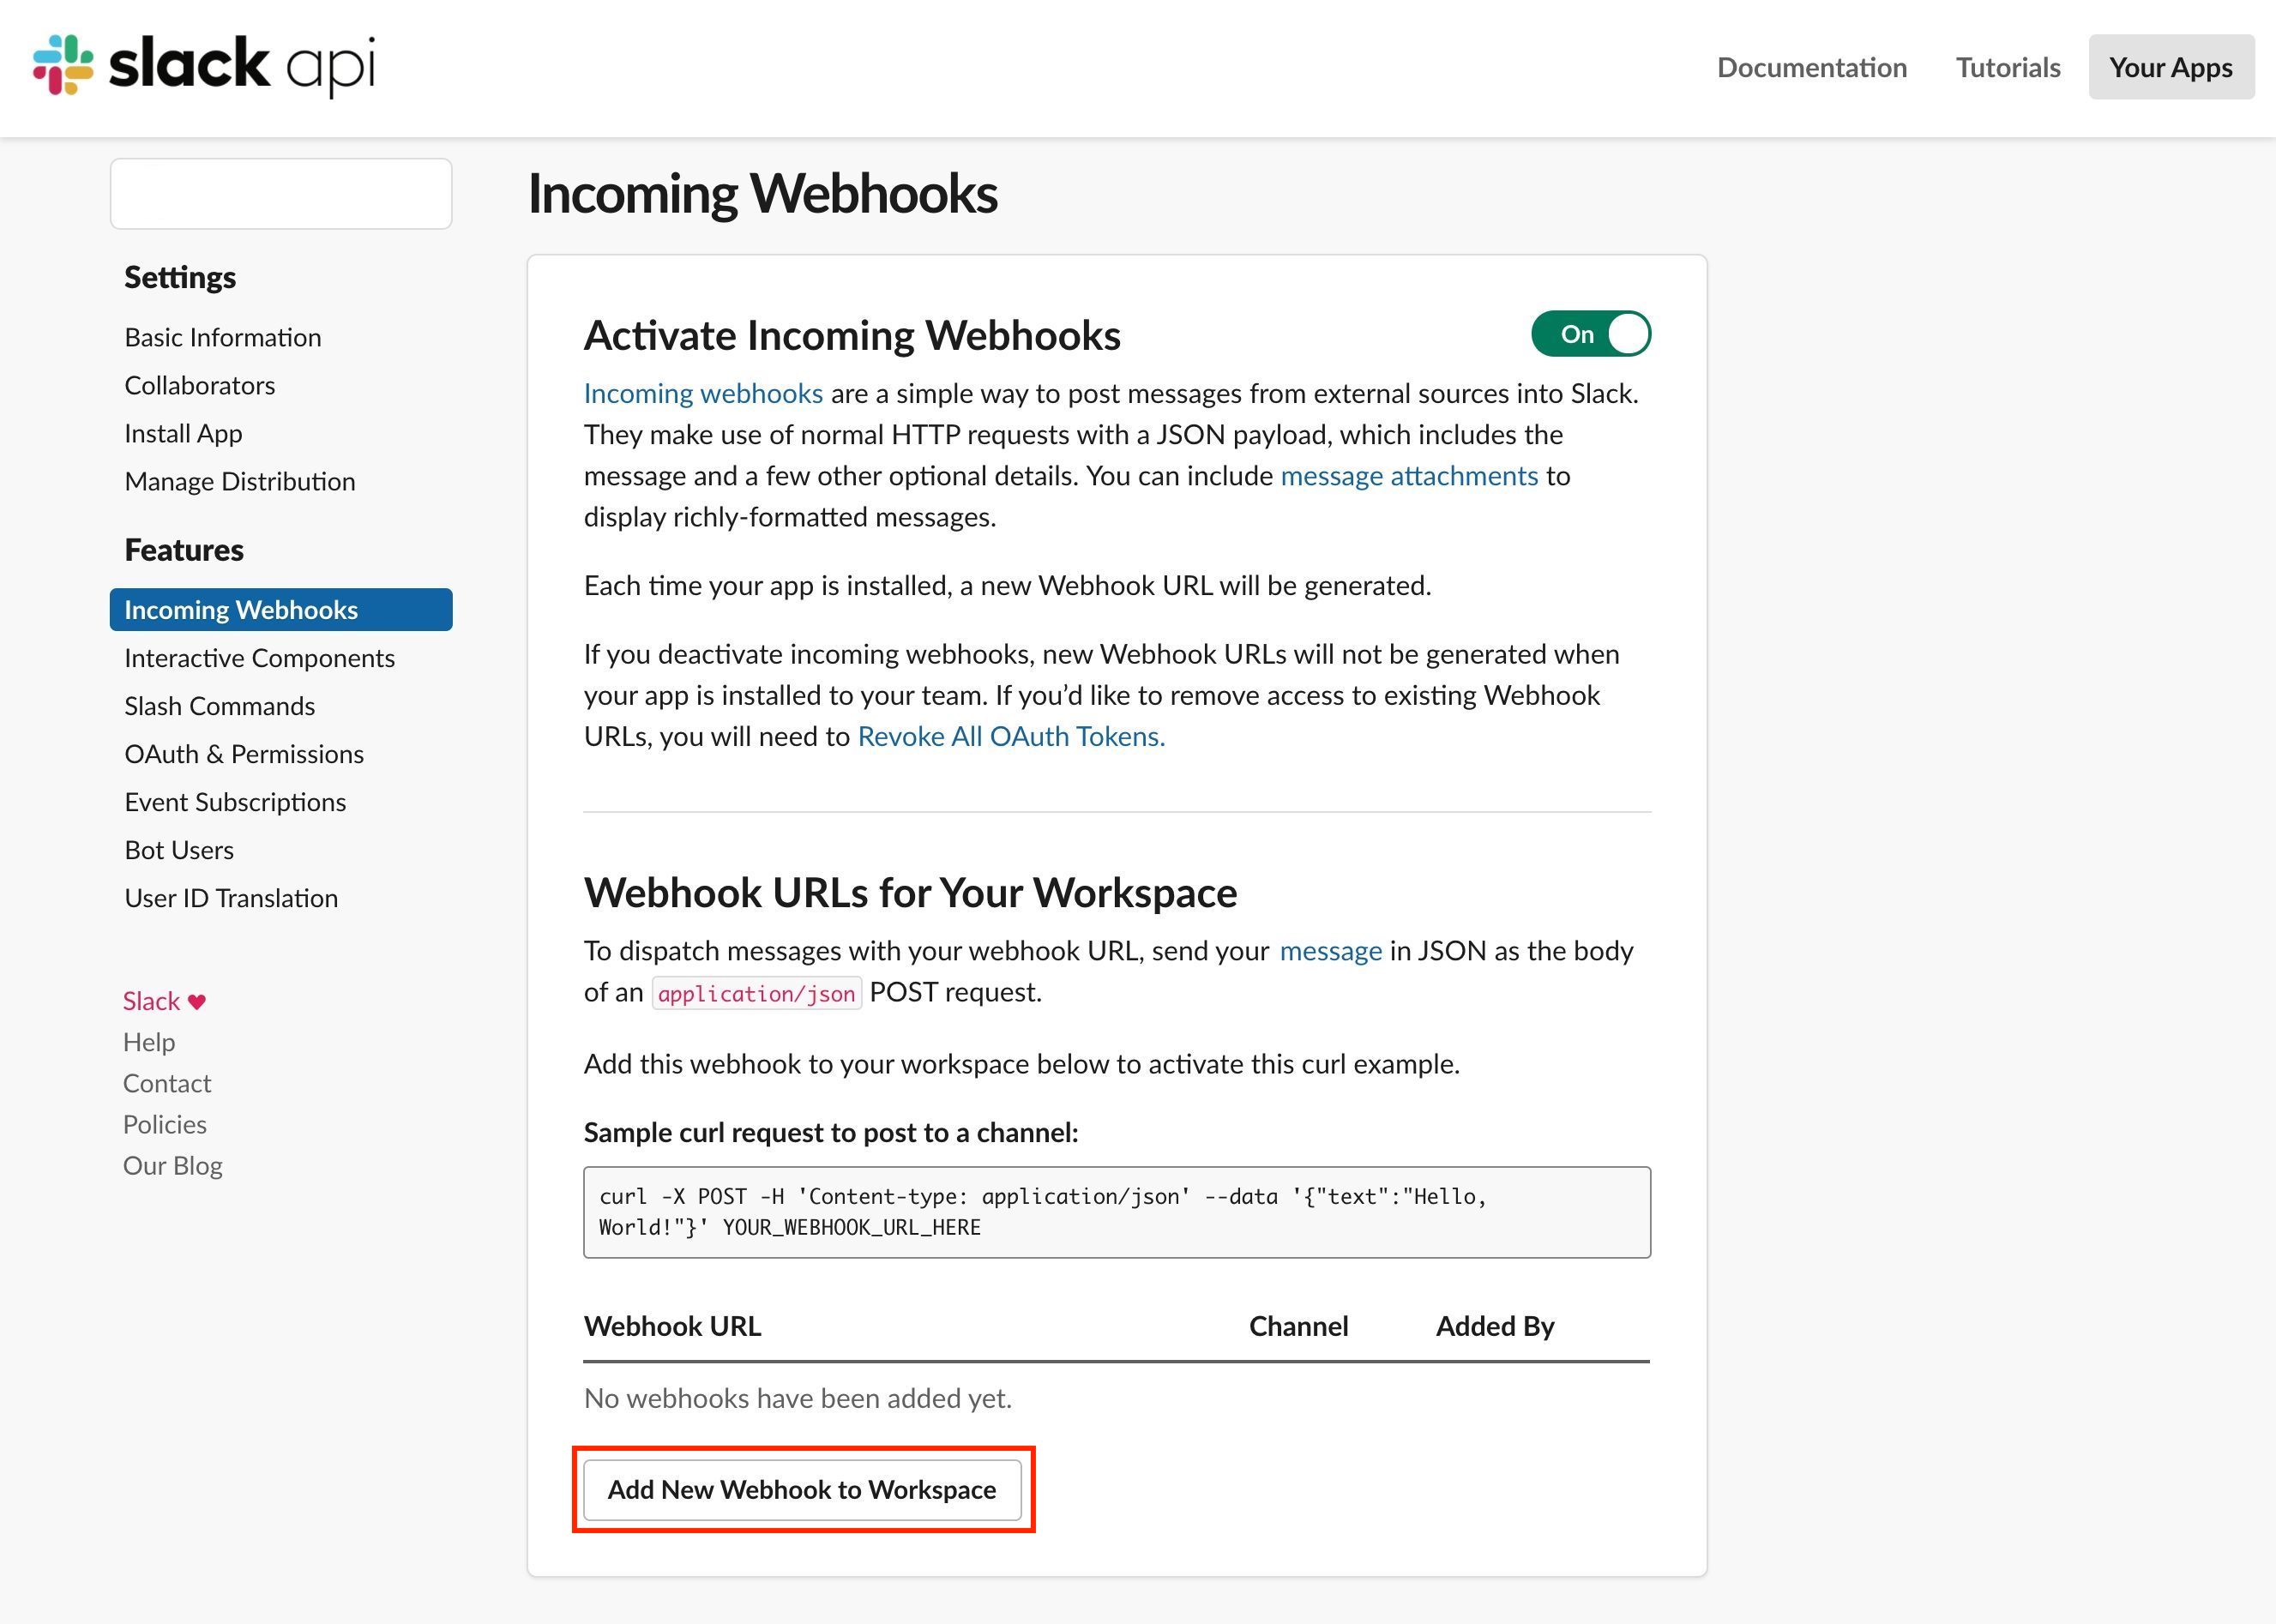 slack api
Documentation
Tutorials
Your Apps
Settings
Basic Information
Collaborators
Install App
Manage Distribution
Features
Incoming Webhooks
Interactive Components
Slash Commands
OAuth & Permissions
Event Subscriptions
Bot Users
User ID Translation
Slack ♥
Help
Contact
Policies
Our Blog
Incoming Webhooks
Activate Incoming Webhooks
On
Incoming webhooks are a simple way to post messages from external sources into Slack.
They make use of normal HTTP requests with a JSON payload, which includes the
message and a few other optional details. You can include message attachments to
display richly-formatted messages.
Each time your app is installed, a new Webhook URL will be generated.
If you deactivate incoming webhooks, new Webhook URLs will not be generated when
your app is installed to your team. If you’d like to remove access to existing Webhook
URLs, you will need to Revoke All OAuth Tokens.
Webhook URLs for Your Workspace
To dispatch messages with your webhook URL, send your message in JSON as the body
of an application/json POST request.
Add this webhook to your workspace below to activate this curl example.
Sample curl request to post to a channel:
curl -X POST -H 'Content-type: application/json' --data '{"text":"Hello,
World!"}' YOUR_WEBHOOK_URL_HERE
Webhook URL Channel Added By
No webhooks have been added yet.
Add New Webhook to Workspace